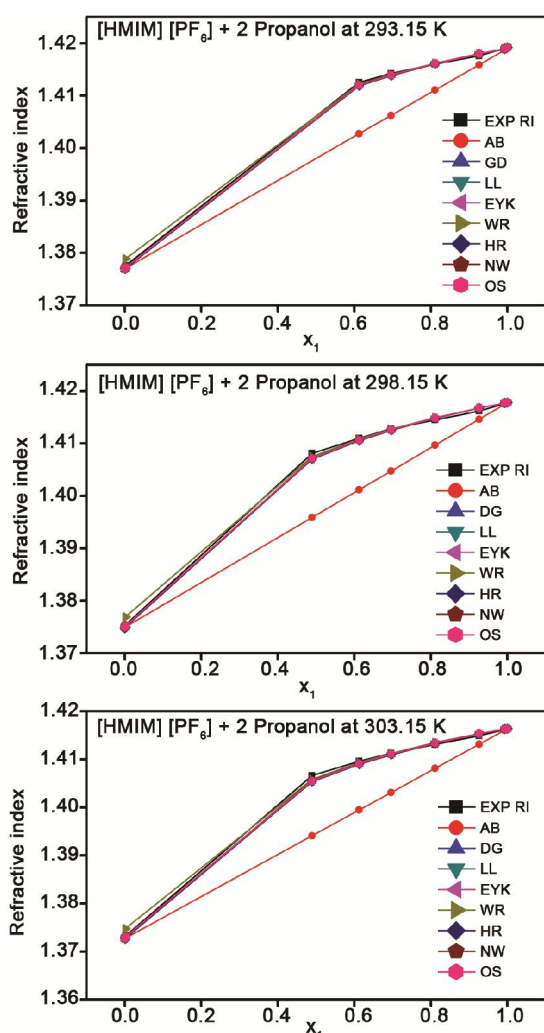 [HMIM] [PF6] + 2 Propanol at 293.15 K
Refractive index
1.42
1.41
1.40
1.39
1.38
1.37
EXP RI
AB
GD
LL
EYK
WR
HR
NW
OS
0.0 0.2 0.4 0.6 0.8 1.0
x1
[HMIM] [PF6] + 2 Propanol at 298.15 K
Refractive index
1.42
1.41
1.40
1.39
1.38
1.37
EXP RI
AB
DG
LL
EYK
WR
HR
NW
OS
0.0 0.2 0.4 0.6 0.8 1.0
x1
[HMIM] [PF6] + 2 Propanol at 303.15 K
Refractive index
1.42
1.41
1.40
1.39
1.38
1.37
1.36
EXP RI
AB
DG
LL
EYK
WR
HR
NW
OS
0.0 0.2 0.4 0.6 0.8 1.0
x1